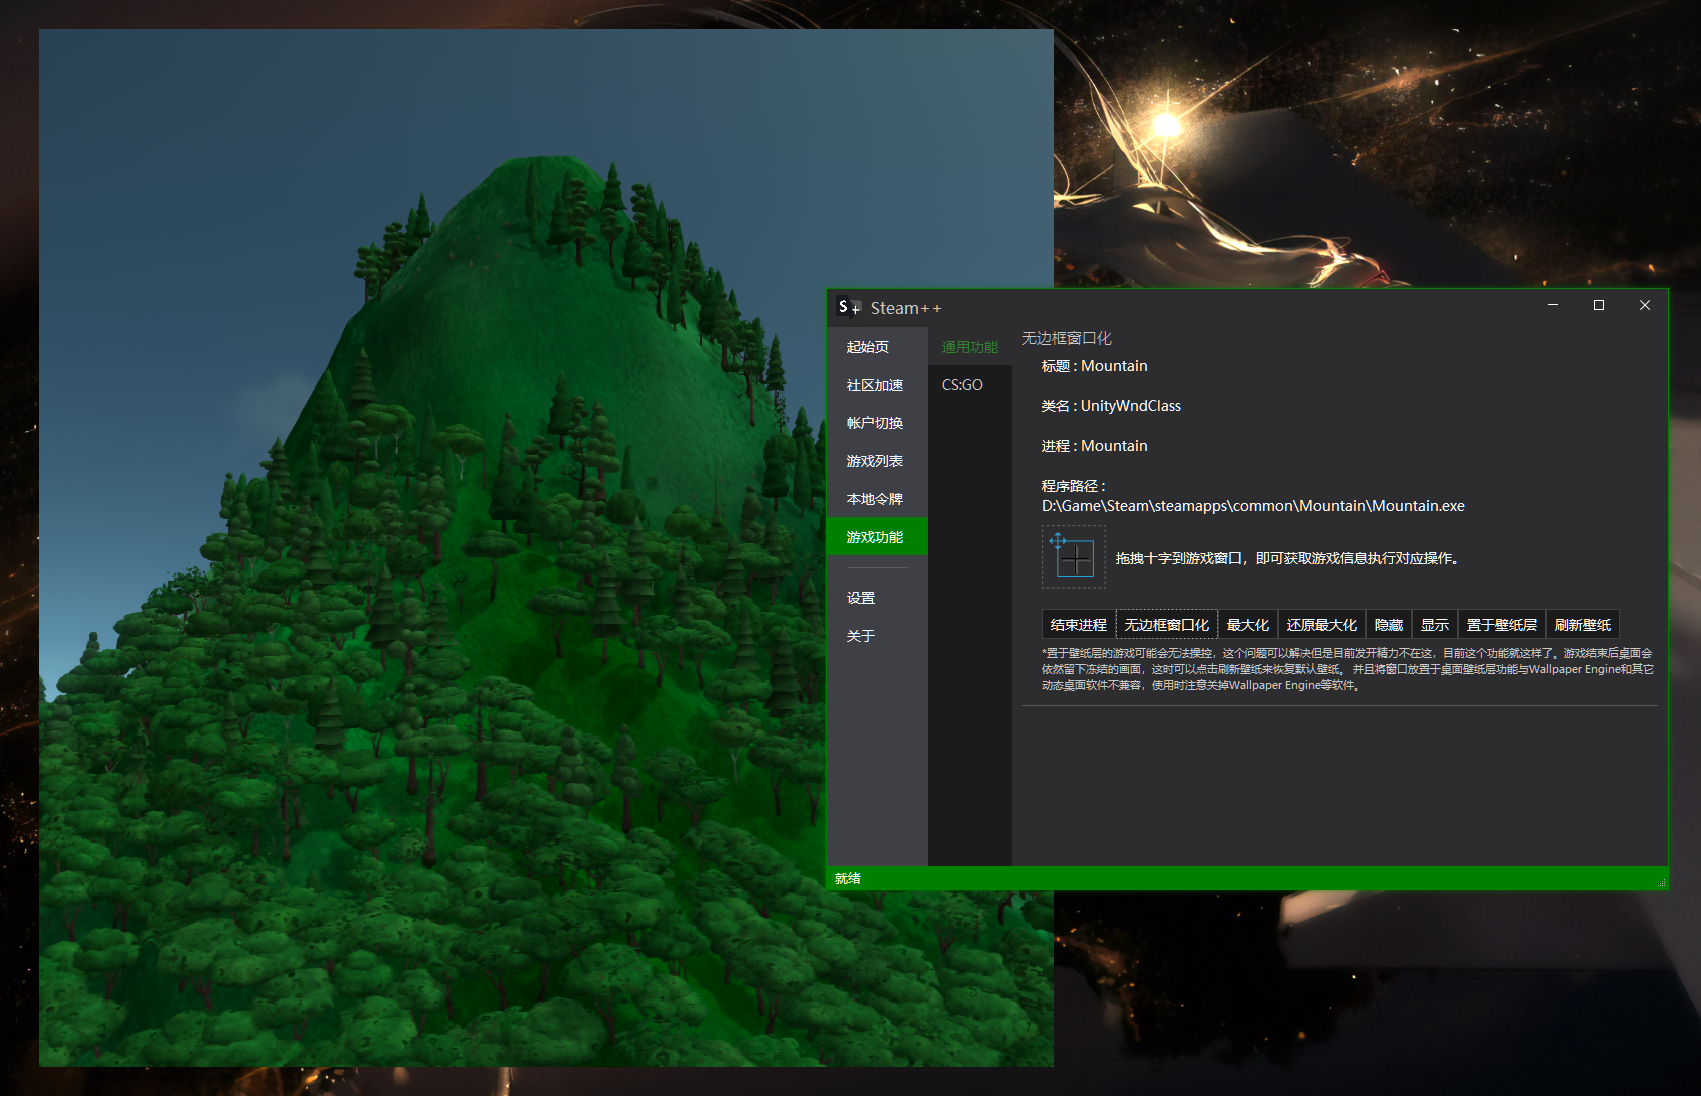 S+ Steam++
起始页
社区加速
帐户切换
游戏列表
本地令牌
游戏功能
设置
关于
通用功能
CS:GO
无边框窗口化
标题 : Mountain
类名 : UnityWndClass
进程 : Mountain
程序路径 :
D:\Game\Steam\steamapps\common\Mountain\Mountain.exe
拖拽十字到游戏窗口，即可获取游戏信息执行对应操作。
结束进程 无边框窗口化 最大化 还原最大化 隐藏 显示 置于壁纸层 刷新壁纸
*置于壁纸层的游戏可能会无法操控，这个问题可以解决但是目前发开精力不在这，目前这个功能就这样了。游戏结束后桌面会
依然留下冻结的画面，这时可以点击刷新壁纸来恢复默认壁纸。 并且将窗口放置于桌面壁纸层功能与Wallpaper Engine和其它
动态桌面软件不兼容，使用时注意关掉Wallpaper Engine等软件。
就绪